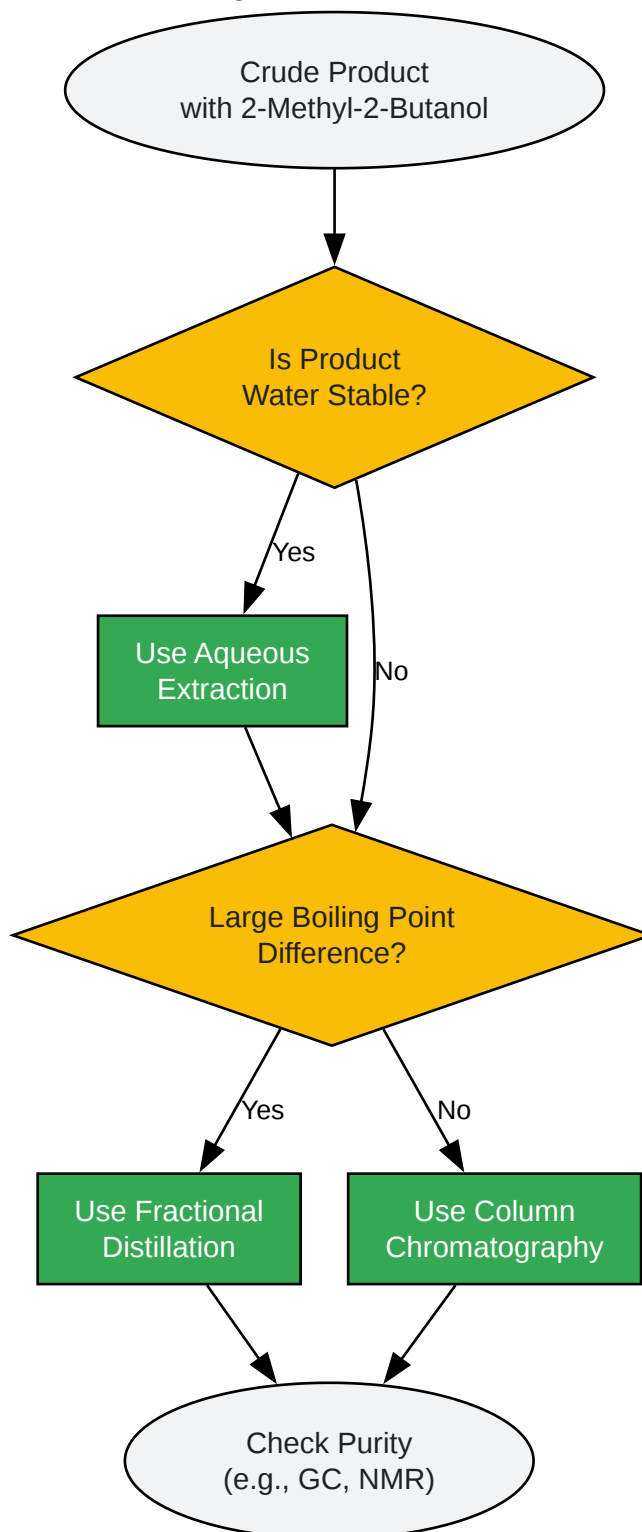 Crude Product
with 2-Methyl-2-Butanol
Is Product
Water Stable?
Yes
Use Aqueous
Extraction
No
Large Boiling Point
Difference?
Yes
No
Use Fractional
Distillation
Use Column
Chromatography
Check Purity
(e.g., GC, NMR)